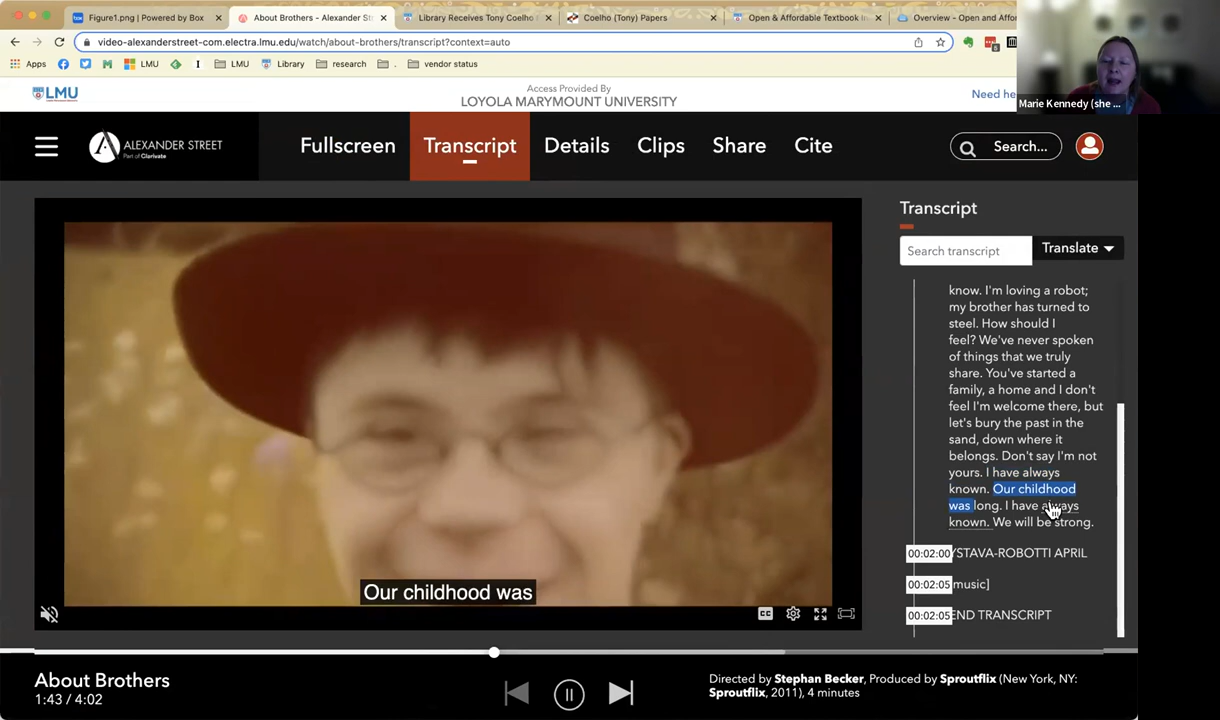 Figure1.png | Powered by Box
About Brothers - Alexander St
Library Receives Tony Coelho
Coelho (Tony) Papers
Open & Affordable Textbook In
Overview - Open and Affo
video-alexanderstreet-com.electra.lmu.edu/watch/about-brothers/transcript?context=auto
Apps
LMU
Library
research
.
vendor status
Marie Kennedy (she ...
LMU
Access Provided By
LOYOLA MARYMOUNT UNIVERSITY
Need he
ALEXANDER STREET
Part of Clarivate
Fullscreen
Transcript
Details
Clips
Share
Cite
Search...
Transcript
Search transcript
Translate
know. I'm loving a robot;
my brother has turned to
steel. How should I
feel? We've never spoken
of things that we truly
share. You've started a
family, a home and I don't
feel I'm welcome there, but
let's bury the past in the
sand, down where it
belongs. Don't say I'm not
yours. I have always
known. Our childhood
was long. I have always
known. We will be strong.
00:02:00 YSTAVA-ROBOTTI APRIL
00:02:05 music]
00:02:05 END TRANSCRIPT
Our childhood was
CC
About Brothers
1:43 / 4:02
Directed by Stephan Becker, Produced by Sproutflix (New York, NY:
Sproutflix, 2011), 4 minutes